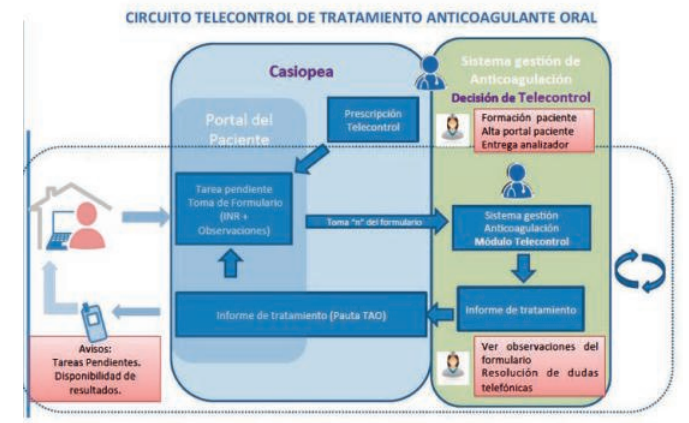 CIRCUITO TELECONTROL DE TRATAMIENTO ANTICOAGULANTE ORAL
Casiopea
Sistema gestión de
Anticoagulación
Decisión de Telecontrol
Portal del
Paciente
Prescripción
Telecontrol
Formación paciente
Alta portal paciente
Entrega analizador
Tarea pendiente
Toma de Formulario
(INR +
Observaciones)
Toma "n" del formulario
Sistema gestión
Anticoagulación
Módulo Telecontrol
Informe de tratamiento (Pauta TAO)
Informe de tratamiento
Avisos:
Tareas Pendientes.
Disponibilidad de
resultados.
Ver observaciones del
formulario
Resolución de dudas
telefónicas